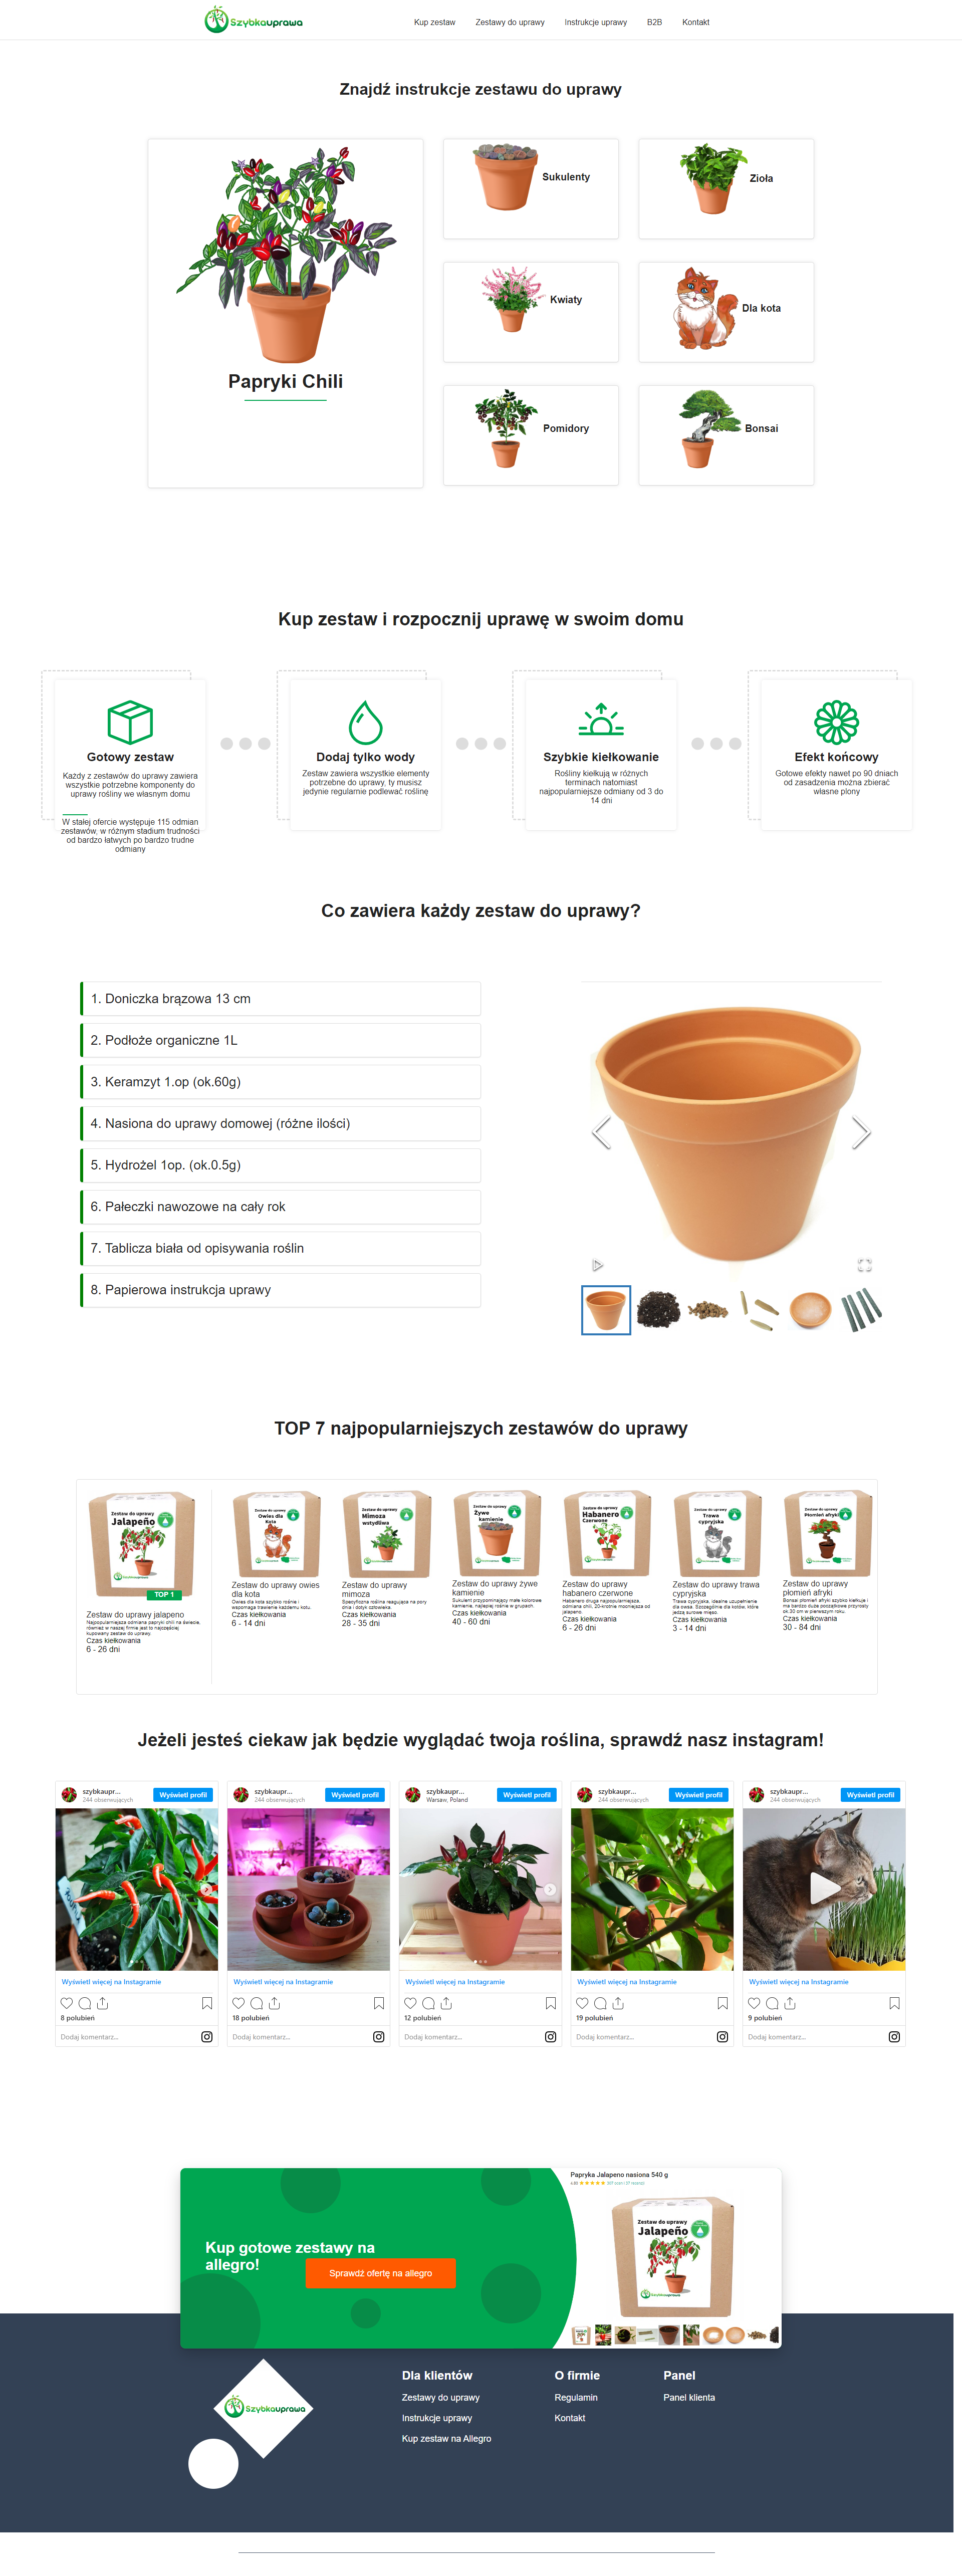 Szybkauprawa
Kup zestaw
Zestawy do uprawy
Instrukcje uprawy
B2B
Kontakt
Znajdź instrukcje zestawu do uprawy
Papryki Chili
Sukulenty
Zioła
Kwiaty
Dla kota
Pomidory
Bonsai
Kup zestaw i rozpocznij uprawę w swoim domu
Gotowy zestaw
Każdy z zestawów do uprawy zawiera
wszystkie potrzebne komponenty do
uprawy rośliny we własnym domu
W stałej ofercie występuje 115 odmian
zestawów, w różnym stadium trudności
od bardzo łatwych po bardzo trudne
odmiany
Dodaj tylko wody
Zestaw zawiera wszystkie elementy
potrzebne do uprawy, ty musisz
jedynie regularnie podlewać roślinę
Szybkie kiełkowanie
Rośliny kiełkują w różnych
terminach natomiast
najpopularniejsze odmiany od 3 do
14 dni
Efekt końcowy
Gotowe efekty nawet po 90 dniach
od zasadzenia można zbierać
własne plony
Co zawiera każdy zestaw do uprawy?
1. Doniczka brązowa 13 cm
2. Podłoże organiczne 1L
3. Keramzyt 1.op (ok.60g)
4. Nasiona do uprawy domowej (różne ilości)
5. Hydrożel 1op. (ok.0.5g)
6. Pałeczki nawozowe na cały rok
7. Tablicza biała od opisywania roślin
8. Papierowa instrukcja uprawy
TOP 7 najpopularniejszych zestawów do uprawy
Zestaw do uprawy
Jalapeño
TOP 1
Zestaw do uprawy jalapeno
Najpopularniejsza odmiana papryki chili na świecie,
również w naszej firmie jest to najczęściej
kupowany zestaw do uprawy.
Czas kiełkowania
6 - 26 dni
Zestaw do uprawy
Owies dla
Kota
Zestaw do uprawy owies
dla kota
Owies dla kota szybko rośnie i
wspomaga trawienie każdemu kotu.
Czas kiełkowania
6 - 14 dni
Zestaw do uprawy
Mimoza
wstydliwa
Zestaw do uprawy
mimoza
Specyficzna roślina reagująca na pory
dnia i dotyk człowieka.
Czas kiełkowania
28 - 35 dni
Zestaw do uprawy
Żywe
kamienie
Zestaw do uprawy żywe
kamienie
Sukulent przypominający małe kolorowe
kamienie, najlepiej rośnie w grupach.
Czas kiełkowania
40 - 60 dni
Zestaw do uprawy
Habanero
Czerwone
Zestaw do uprawy
habanero czerwone
Habanero druga najpopularniejsza,
odmiana chili, 20-krotnie mocniejsza od
jalapeno.
Czas kiełkowania
6 - 26 dni
Zestaw do uprawy
Trawa
cypryjska
Zestaw do uprawy trawa
cypryjska
Trawa cypryjska, idealne uzupełnienie
dla owsa. Szczególnie dla kotów, które
jedzą surowe mięso.
Czas kiełkowania
3 - 14 dni
Zestaw do uprawy
Płomień afryki
Zestaw do uprawy
płomień afryki
Bonsai płomień afryki szybko kiełkuje i
ma bardzo duże początkowe przyrosty
ok.30 cm w pierwszym roku.
Czas kiełkowania
30 - 84 dni
Jeżeli jesteś ciekaw jak będzie wyglądać twoja roślina, sprawdź nasz instagram!
szybkaupr...
244 obserwujących
Wyświetl profil
Wyświetl więcej na Instagramie
8 polubień
Dodaj komentarz...
szybkaupr...
244 obserwujących
Wyświetl profil
Wyświetl więcej na Instagramie
18 polubień
Dodaj komentarz...
szybkaupr...
Warsaw, Poland
Wyświetl profil
Wyświetl więcej na Instagramie
12 polubień
Dodaj komentarz...
szybkaupr...
244 obserwujących
Wyświetl profil
Wyświetl więcej na Instagramie
19 polubień
Dodaj komentarz...
szybkaupr...
244 obserwujących
Wyświetl profil
Wyświetl więcej na Instagramie
9 polubień
Dodaj komentarz...
Kup gotowe zestawy na
allegro!
Sprawdź ofertę na allegro
Papryka Jalapeno nasiona 540 g
Zestaw do uprawy
Jalapeño
Szybkauprawa
Dla klientów
Zestawy do uprawy
Instrukcje uprawy
Kup zestaw na Allegro
O firmie
Regulamin
Kontakt
Panel
Panel klienta